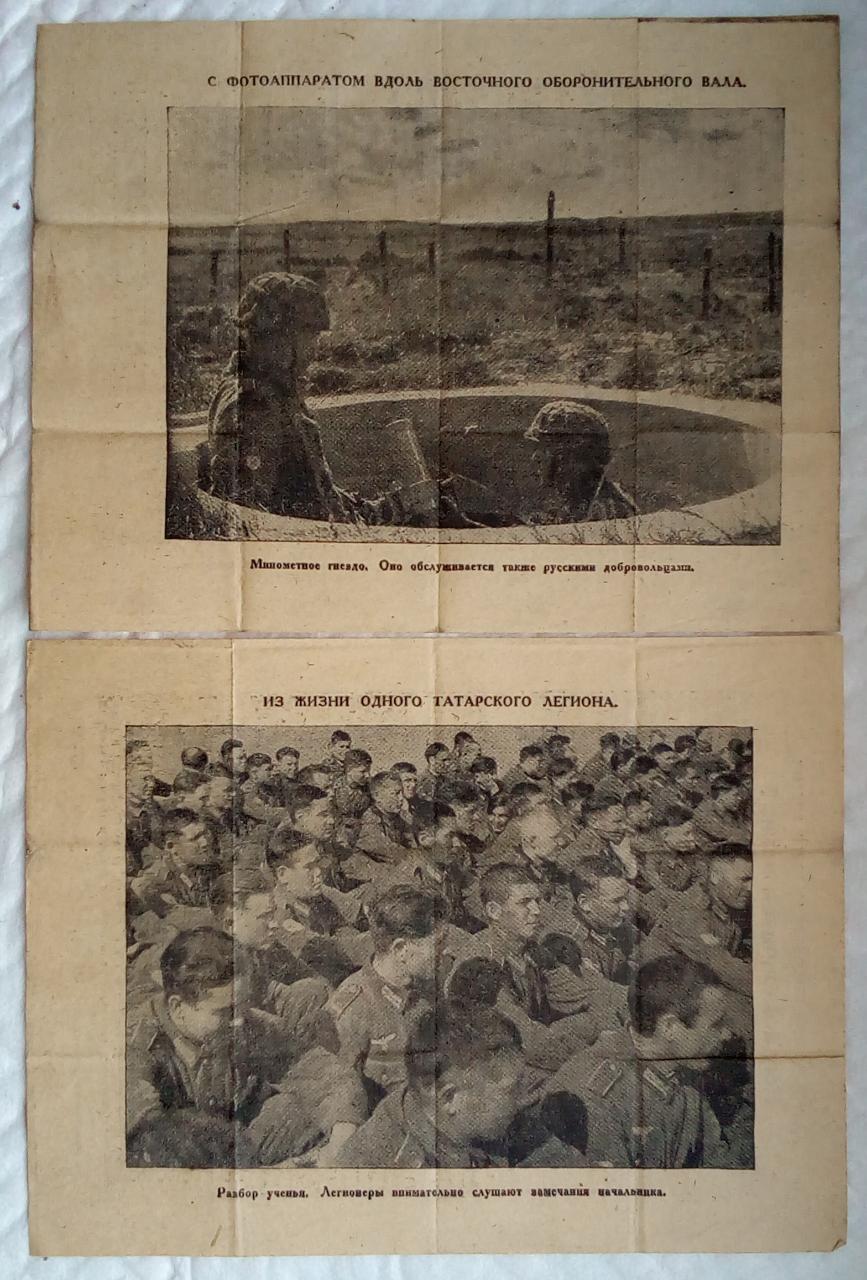 С ФОТОАППАРАТОМ ВДОЛЬ ВОСТОЧНОГО ОБОРОНИТЕЛЬНОГО ВАЛА.
Минометное гнездо. Оно обслуживается также русскими добровольцами.
ИЗ ЖИЗНИ ОДНОГО ТАТАРСКОГО ЛЕГИОНА.
Разбор ученья. Легионеры внимательно слушают замечания начальника.